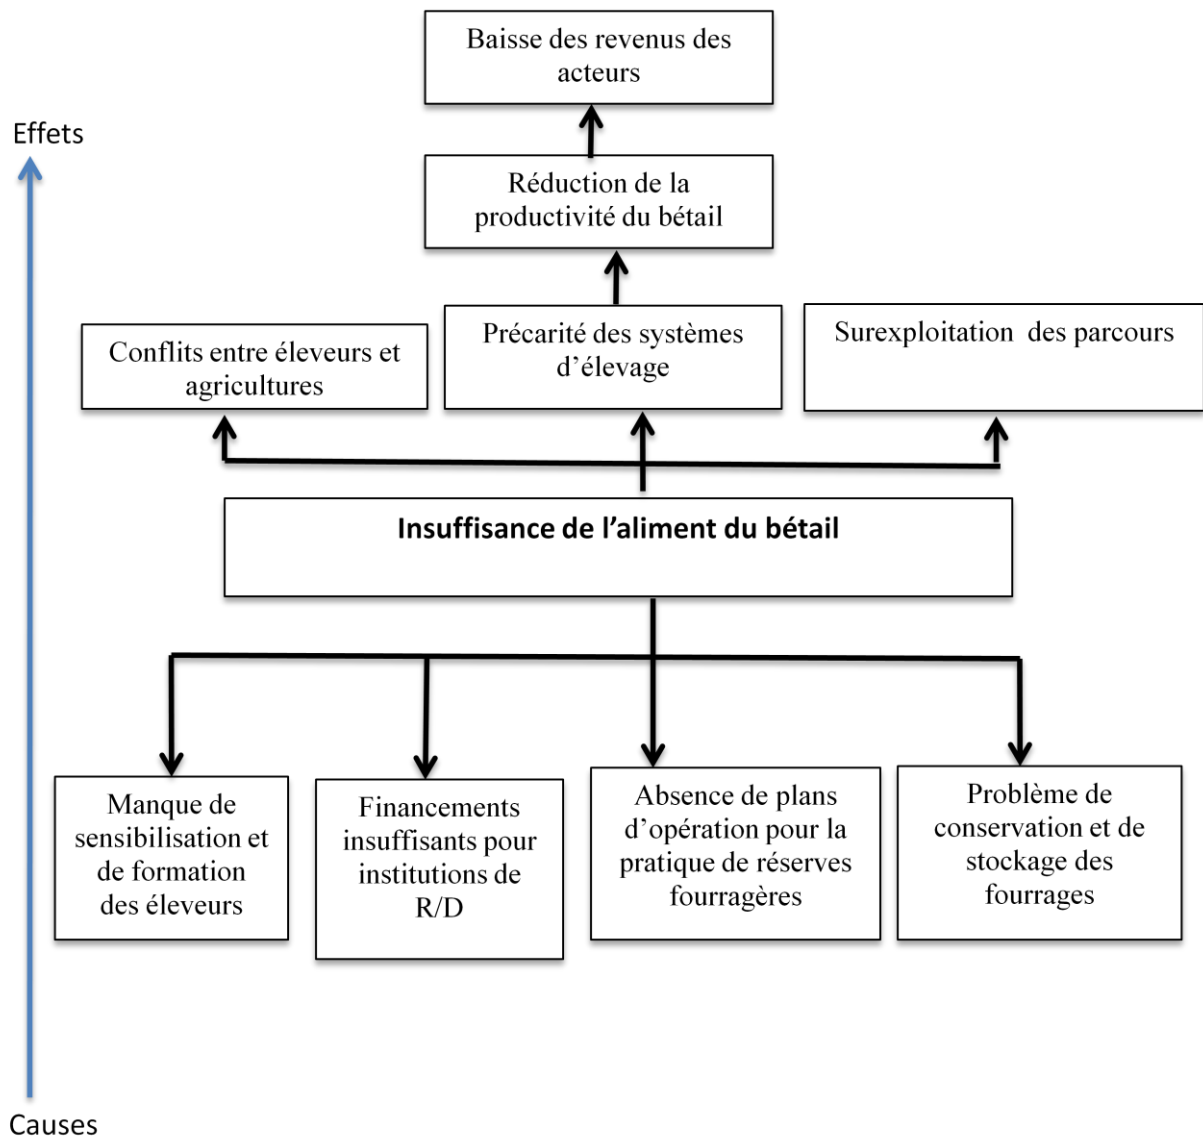 Baisse des revenus des
acteurs
Effets
Réduction de la
productivité du bétail
Conflits entre éleveurs et
agricultures
Précarité des systèmes
d’élevage
Surexploitation des parcours
Insuffisance de l’aliment du bétail
Manque de
sensibilisation et
de formation
des éleveurs
Financements
insuffisants pour
institutions de
R/D
Absence de plans
d’opération pour la
pratique de réserves
fourragères
Problème de
conservation et de
stockage des
fourrages
Causes